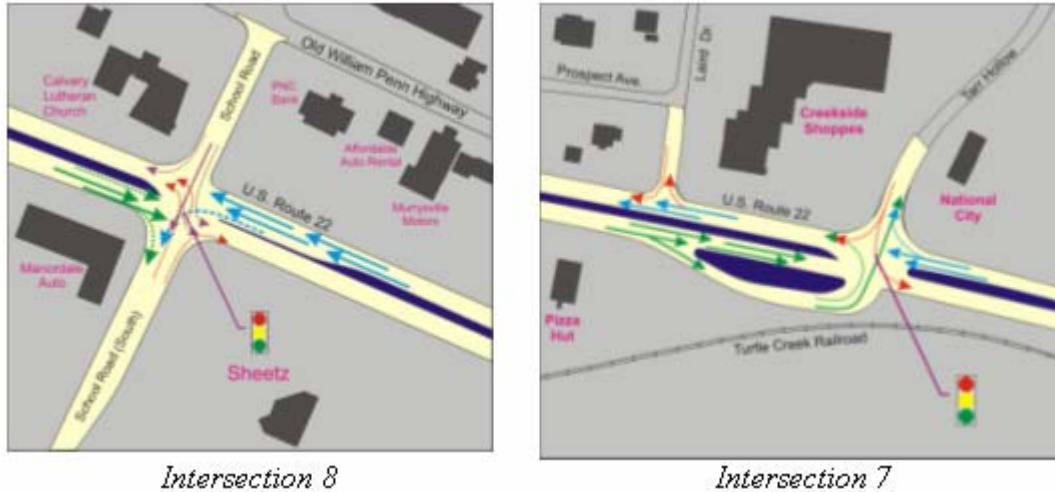 School Road
Old William Penn Highway
Calvary
Lutheran
Church
PNC
Bank
Affordable
Auto Rental
Murrysville
Motors
U.S. Route 22
Manordale
Auto
School Road (South)
Sheetz
Intersection 8
Laird Dr.
Prospect Ave.
Tarr Hollow
Creekside
Shoppes
National
City
U.S. Route 22
Pizza
Hut
Turtle Creek Railroad
Intersection 7